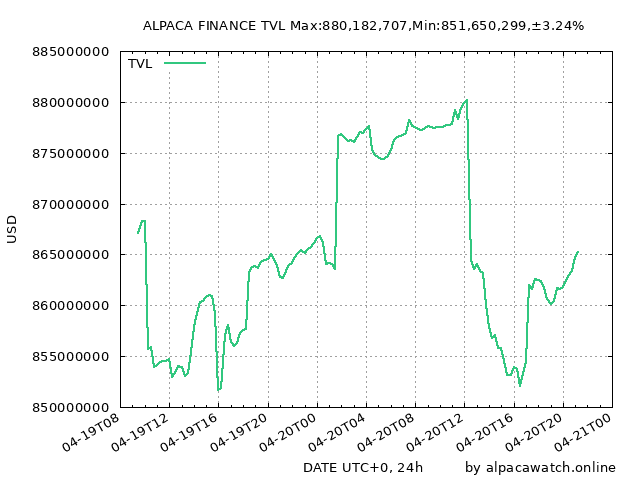 ALPACA FINANCE TVL Max:880,182,707,Min:851,650,299,±3.24%
885000000
TVL
880000000
875000000
870000000
USD
865000000
860000000
855000000
850000000
04-19T08 04-19T12 04-19T16 04-19T20 04-20T00 04-20T04 04-20T08 04-20T12 04-20T16 04-20T20 04-21T00
DATE UTC+0, 24h by alpacawatch.online